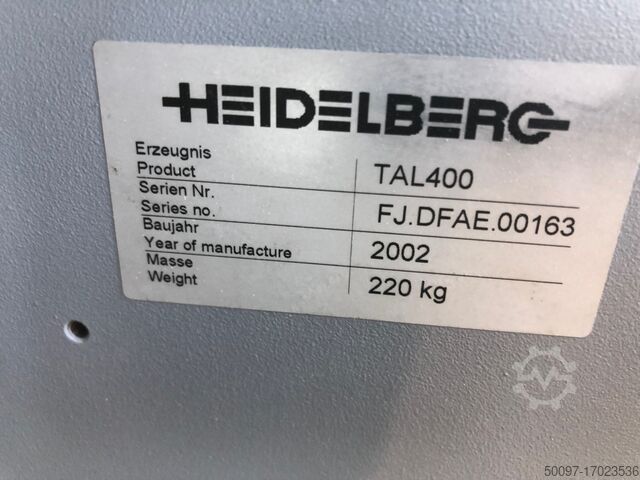 HEIDELBERG
Erzeugnis
Product TAL400
Serien Nr.
Series no. FJ.DFAE.00163
Baujahr
Year of manufacture 2002
Masse
Weight 220 kg
50097-17023536